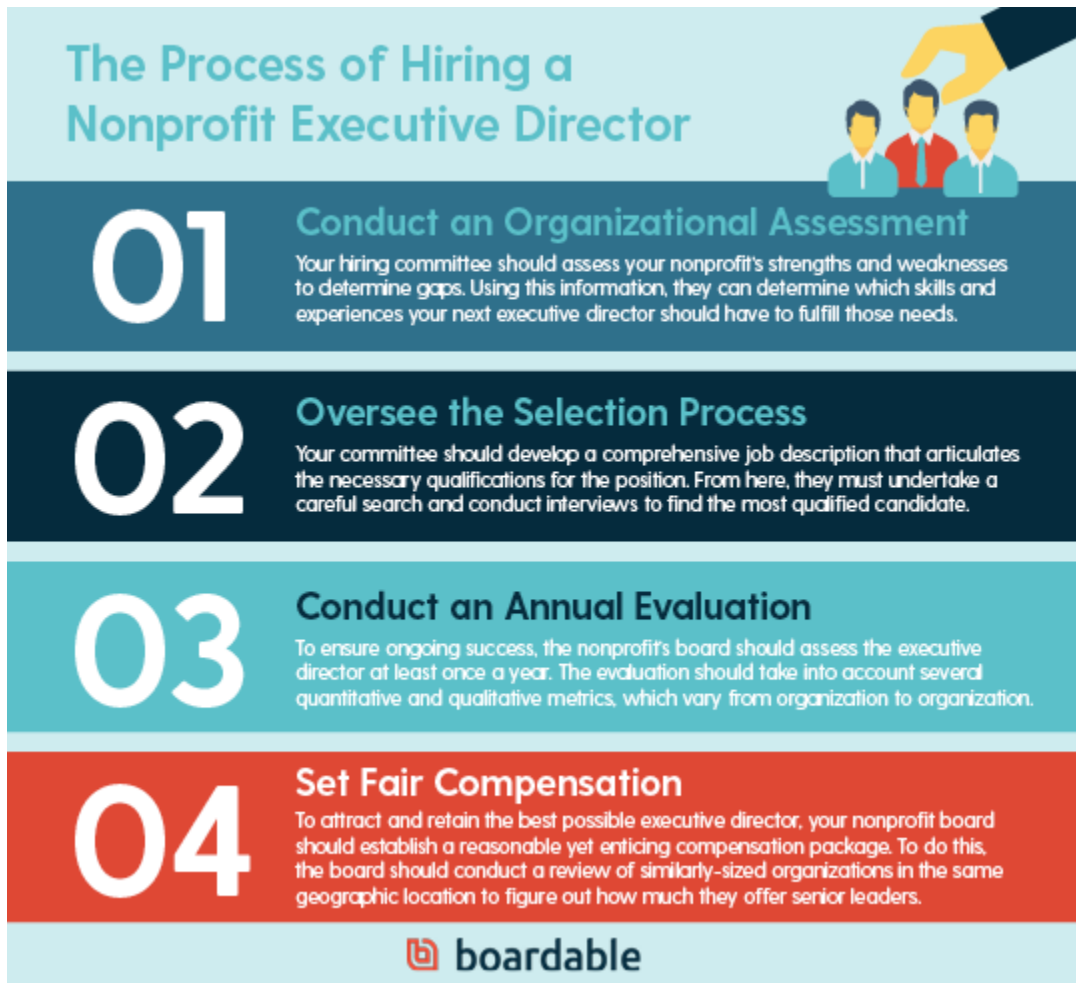 The Process of Hiring a
Nonprofit Executive Director
01
Conduct an Organizational Assessment
Your hiring committee should assess your nonprofit's strengths and weaknesses
to determine gaps. Using this information, they can determine which skills and
experiences your next executive director should have to fulfill those needs.
02
Oversee the Selection Process
Your committee should develop a comprehensive job description that articulates
the necessary qualifications for the position. From here, they must undertake a
careful search and conduct interviews to find the most qualified candidate.
03
Conduct an Annual Evaluation
To ensure ongoing success, the nonprofit's board should assess the executive
director at least once a year. The evaluation should take into account several
quantitative and qualitative metrics, which vary from organization to organization.
04
Set Fair Compensation
To attract and retain the best possible executive director, your nonprofit board
should establish a reasonable yet enticing compensation package. To do this,
the board should conduct a review of similarly-sized organizations in the same
geographic location to figure out how much they offer senior leaders.
boardable